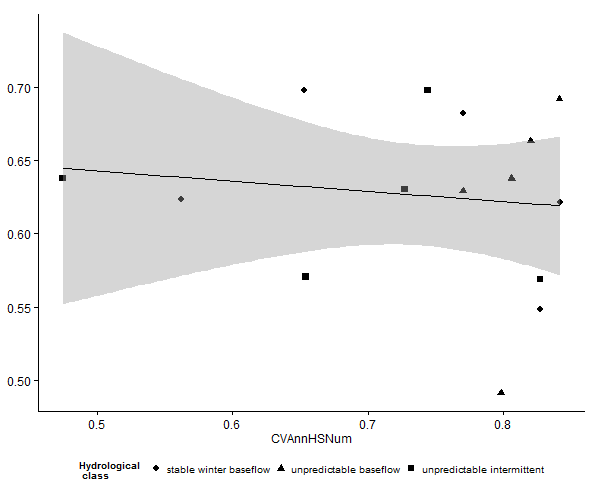 0.70
0.65
0.60
0.55
0.50
0.5 0.6 0.7 0.8
CVAnnHSNum
Hydrological
class
stable winter baseflow unpredictable baseflow unpredictable intermittent